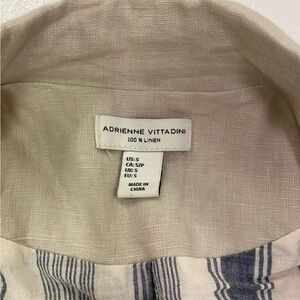 ADRIENNE VITTADINI
100 % LINEN
US: S
CA: S/P
UK: S
EU: S
MADE IN
CHINA